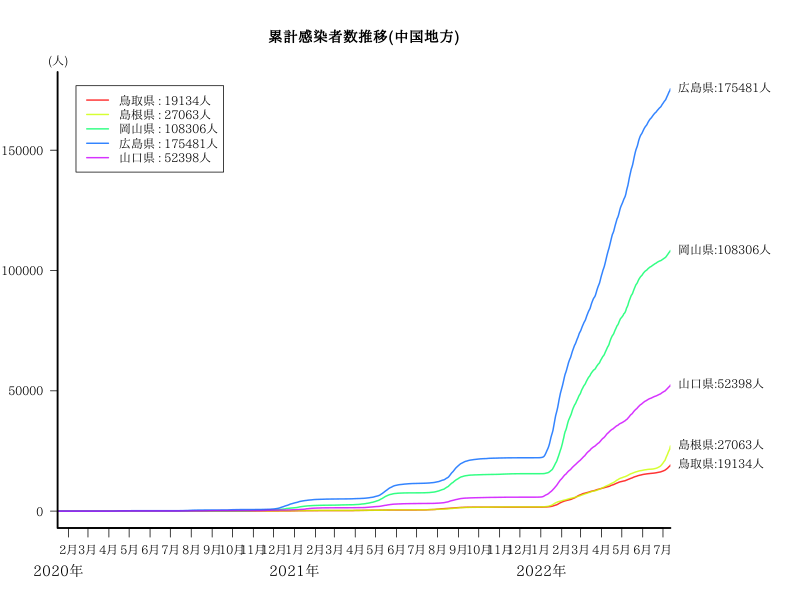 累計感染者数推移(中国地方)
(人)
鳥取県 : 19134人
島根県 : 27063人
岡山県 : 108306人
広島県 : 175481人
山口県 : 52398人
広島県:175481人
岡山県:108306人
山口県:52398人
島根県:27063人
鳥取県:19134人
150000
100000
50000
0
2月3月 4月 5月 6月 7月 8月 9月10月11月12月1月 2月3月 4月 5月 6月 7月 8月 9月10月11月12月1月 2月3月 4月 5月 6月 7月
2020年 2021年 2022年